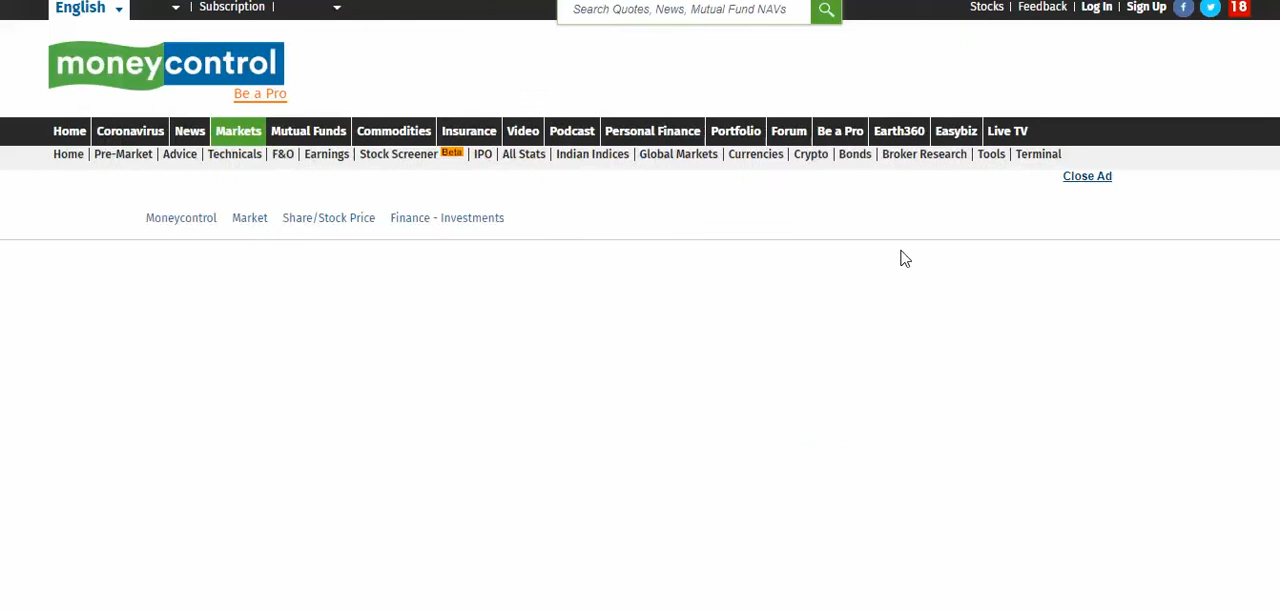 English Subscription | Search Quotes, News, Mutual Fund NAVs Stocks | Feedback | Log In | Sign Up f 18
moneycontrol
Be a Pro
Home Coronavirus News Markets Mutual Funds Commodities Insurance Video Podcast Personal Finance Portfolio Forum Be a Pro Earth360 Easybiz Live TV
Home | Pre-Market | Advice | Technicals | F&O | Earnings | Stock Screener Beta | IPO | All Stats | Indian Indices | Global Markets | Currencies | Crypto | Bonds | Broker Research | Tools | Terminal
Close Ad
Moneycontrol Market Share/Stock Price Finance - Investments